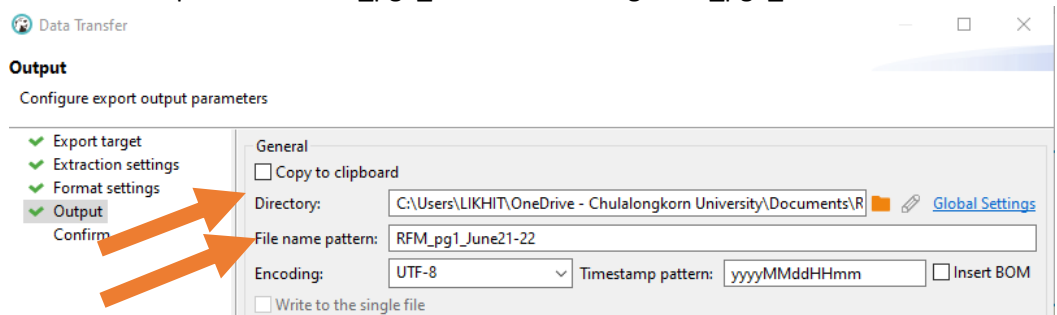 Data Transfer
Output
Configure export output parameters
Export target
Extraction settings
Format settings
Output
Confirm
General
Copy to clipboard
Directory: C:\Users\LIKHIT\OneDrive - Chulalongkorn University\Documents\R Global Settings
File name pattern: RFM_pg1_June21-22
Encoding: UTF-8 Timestamp pattern: yyyyMMddHHmm Insert BOM
Write to the single file